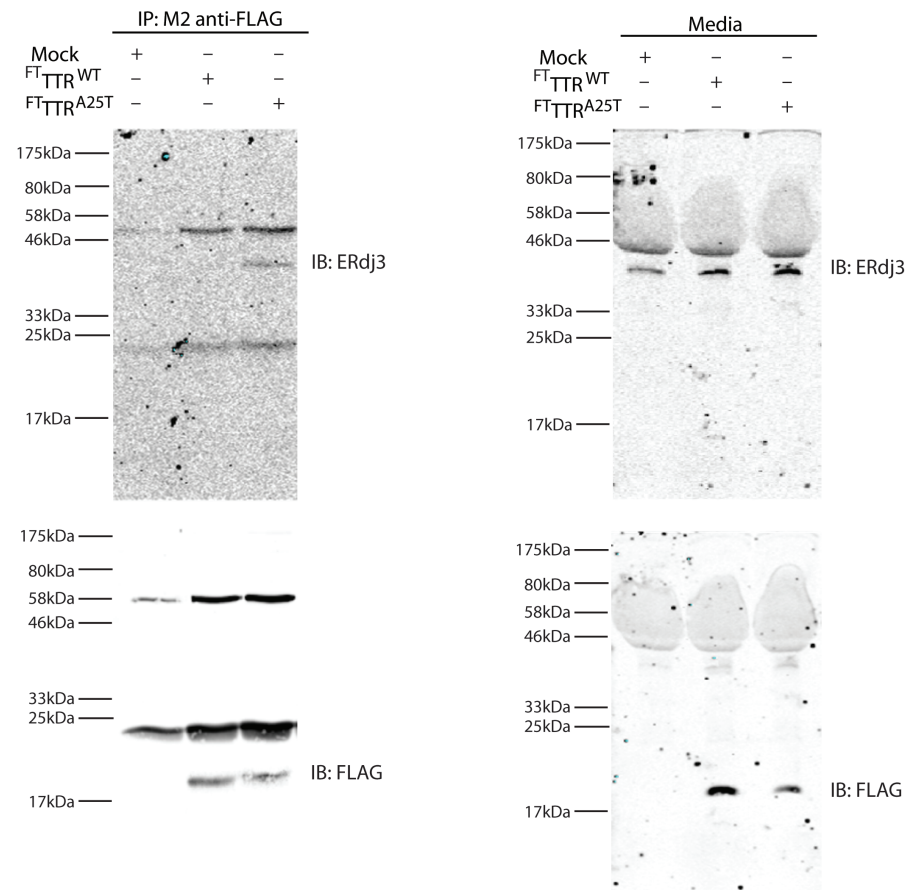 IP: M2 anti-FLAG
Mock + − −
FTTTRWT − + −
FTTTRA25T − − +
175kDa
80kDa
58kDa
46kDa
IB: ERdj3
33kDa
25kDa
17kDa
175kDa
80kDa
58kDa
46kDa
33kDa
25kDa
IB: FLAG
17kDa
Media
Mock + − −
FTTTRWT − + −
FTTTRA25T − − +
175kDa
80kDa
58kDa
46kDa
IB: ERdj3
33kDa
25kDa
17kDa
175kDa
80kDa
58kDa
46kDa
33kDa
25kDa
IB: FLAG
17kDa